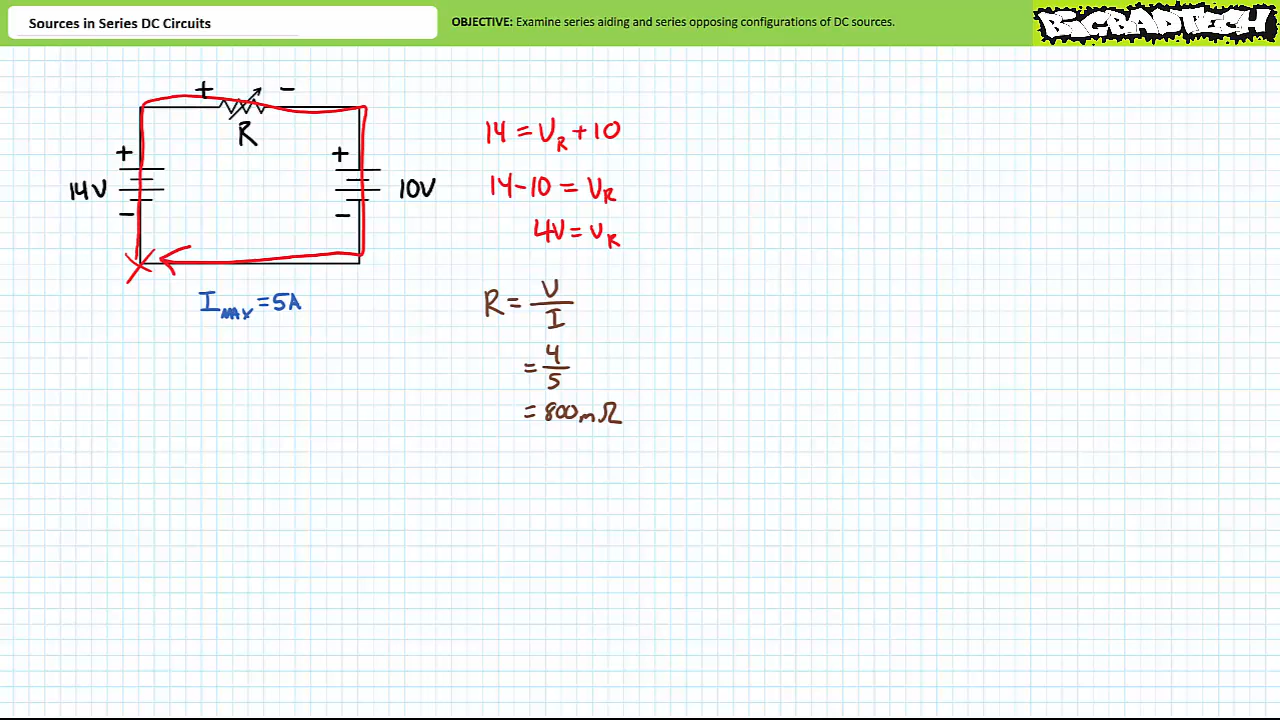 Sources in Series DC Circuits
OBJECTIVE: Examine series aiding and series opposing configurations of DC sources.
BIGBADTECH
+ -
R
+ +
14V 10V
- -
I MAX = 5A
14 = VR + 10
14 - 10 = VR
4V = VR
R = V/I
= 4/5
= 800mΩ